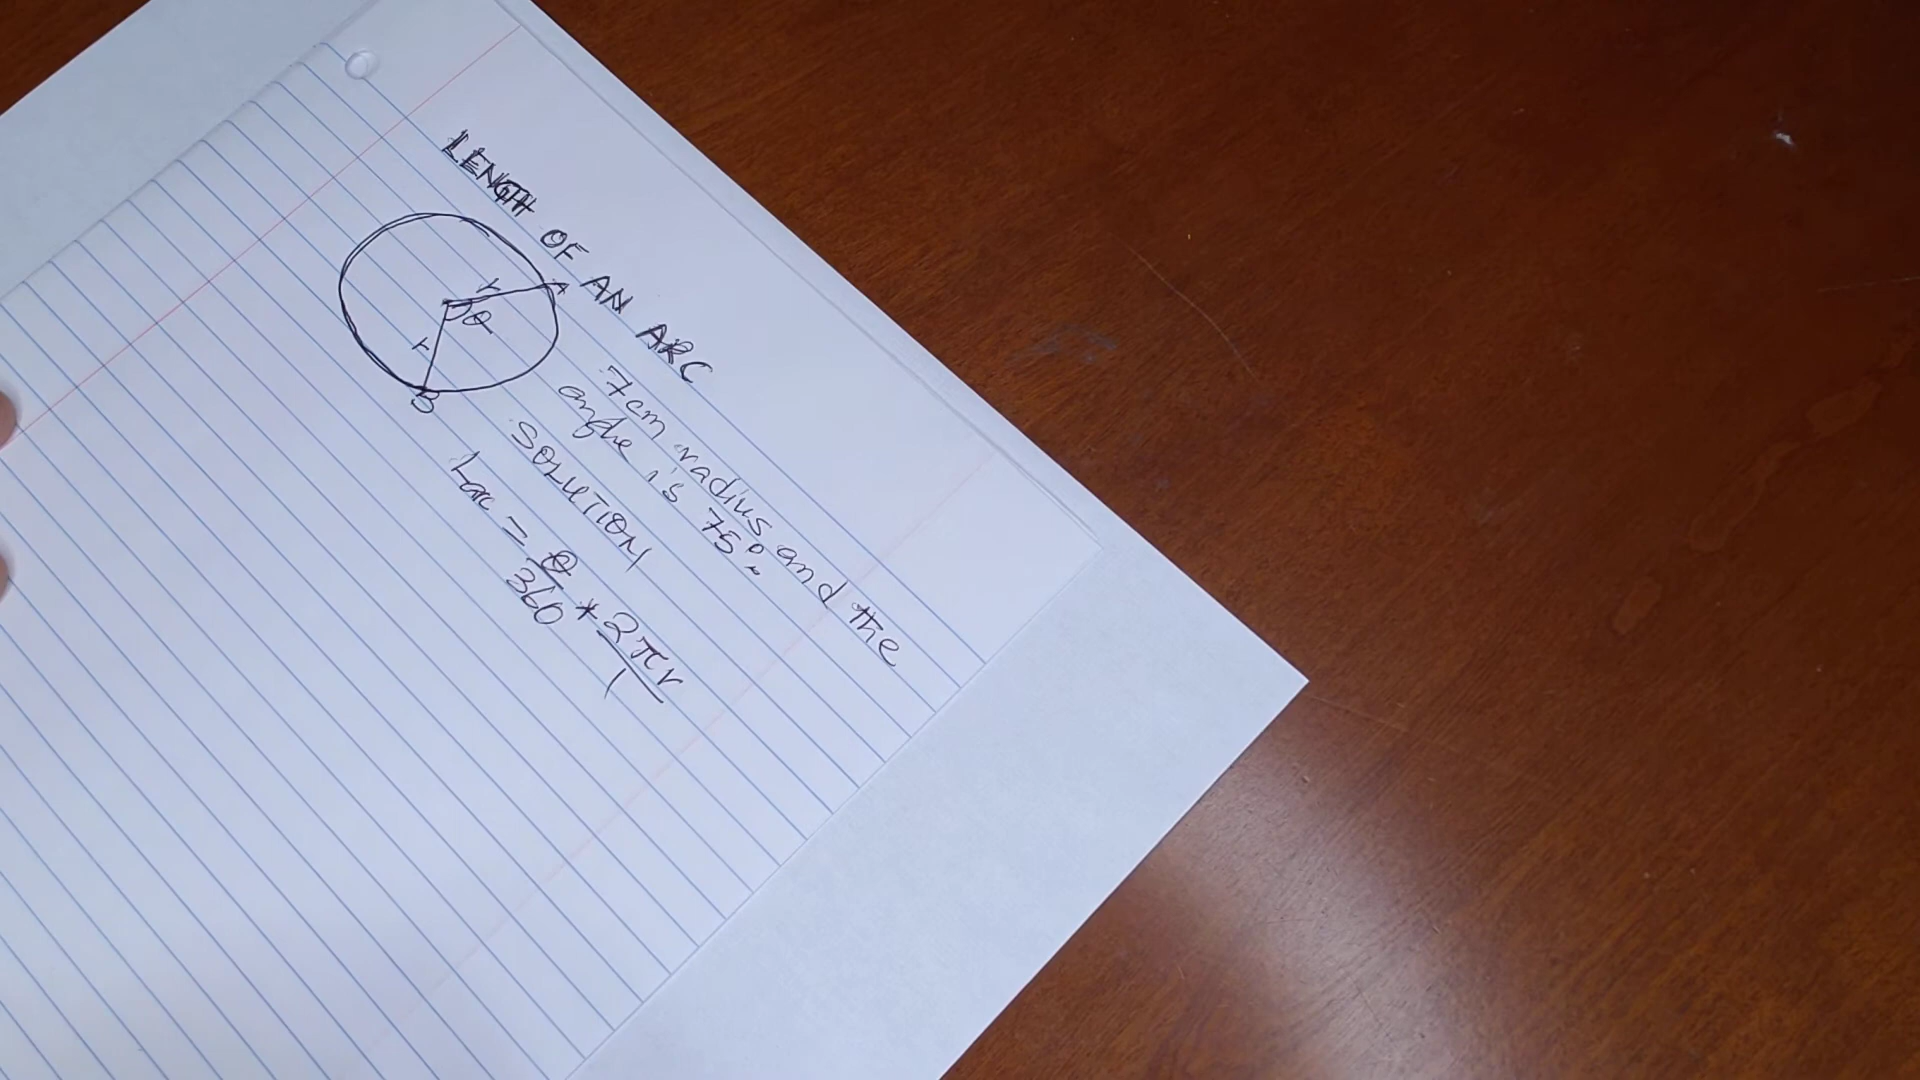 LENGTH OF AN ARC
r
A
θ
r
B
7cm radius and the
angle is 75°.
SOLUTION
Larc = θ/360 * 2πr/1